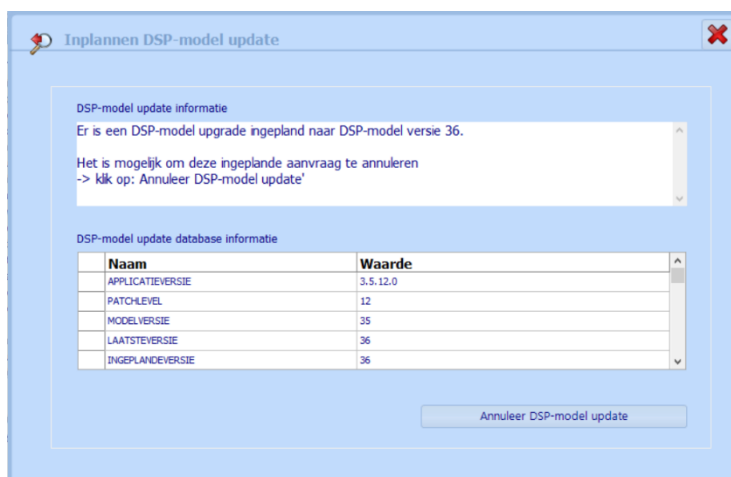 Inplannen DSP-model update
DSP-model update informatie
Er is een DSP-model upgrade ingepland naar DSP-model versie 36.
Het is mogelijk om deze ingeplande aanvraag te annuleren
-> klik op: Annuleer DSP-model update'
DSP-model update database informatie
Naam Waarde
APPLICATIEVERSIE 3.5.12.0
PATCHLEVEL 12
MODELVERSIE 35
LAATSTEVERSIE 36
INGEPLANDEVERSIE 36
Annuleer DSP-model update